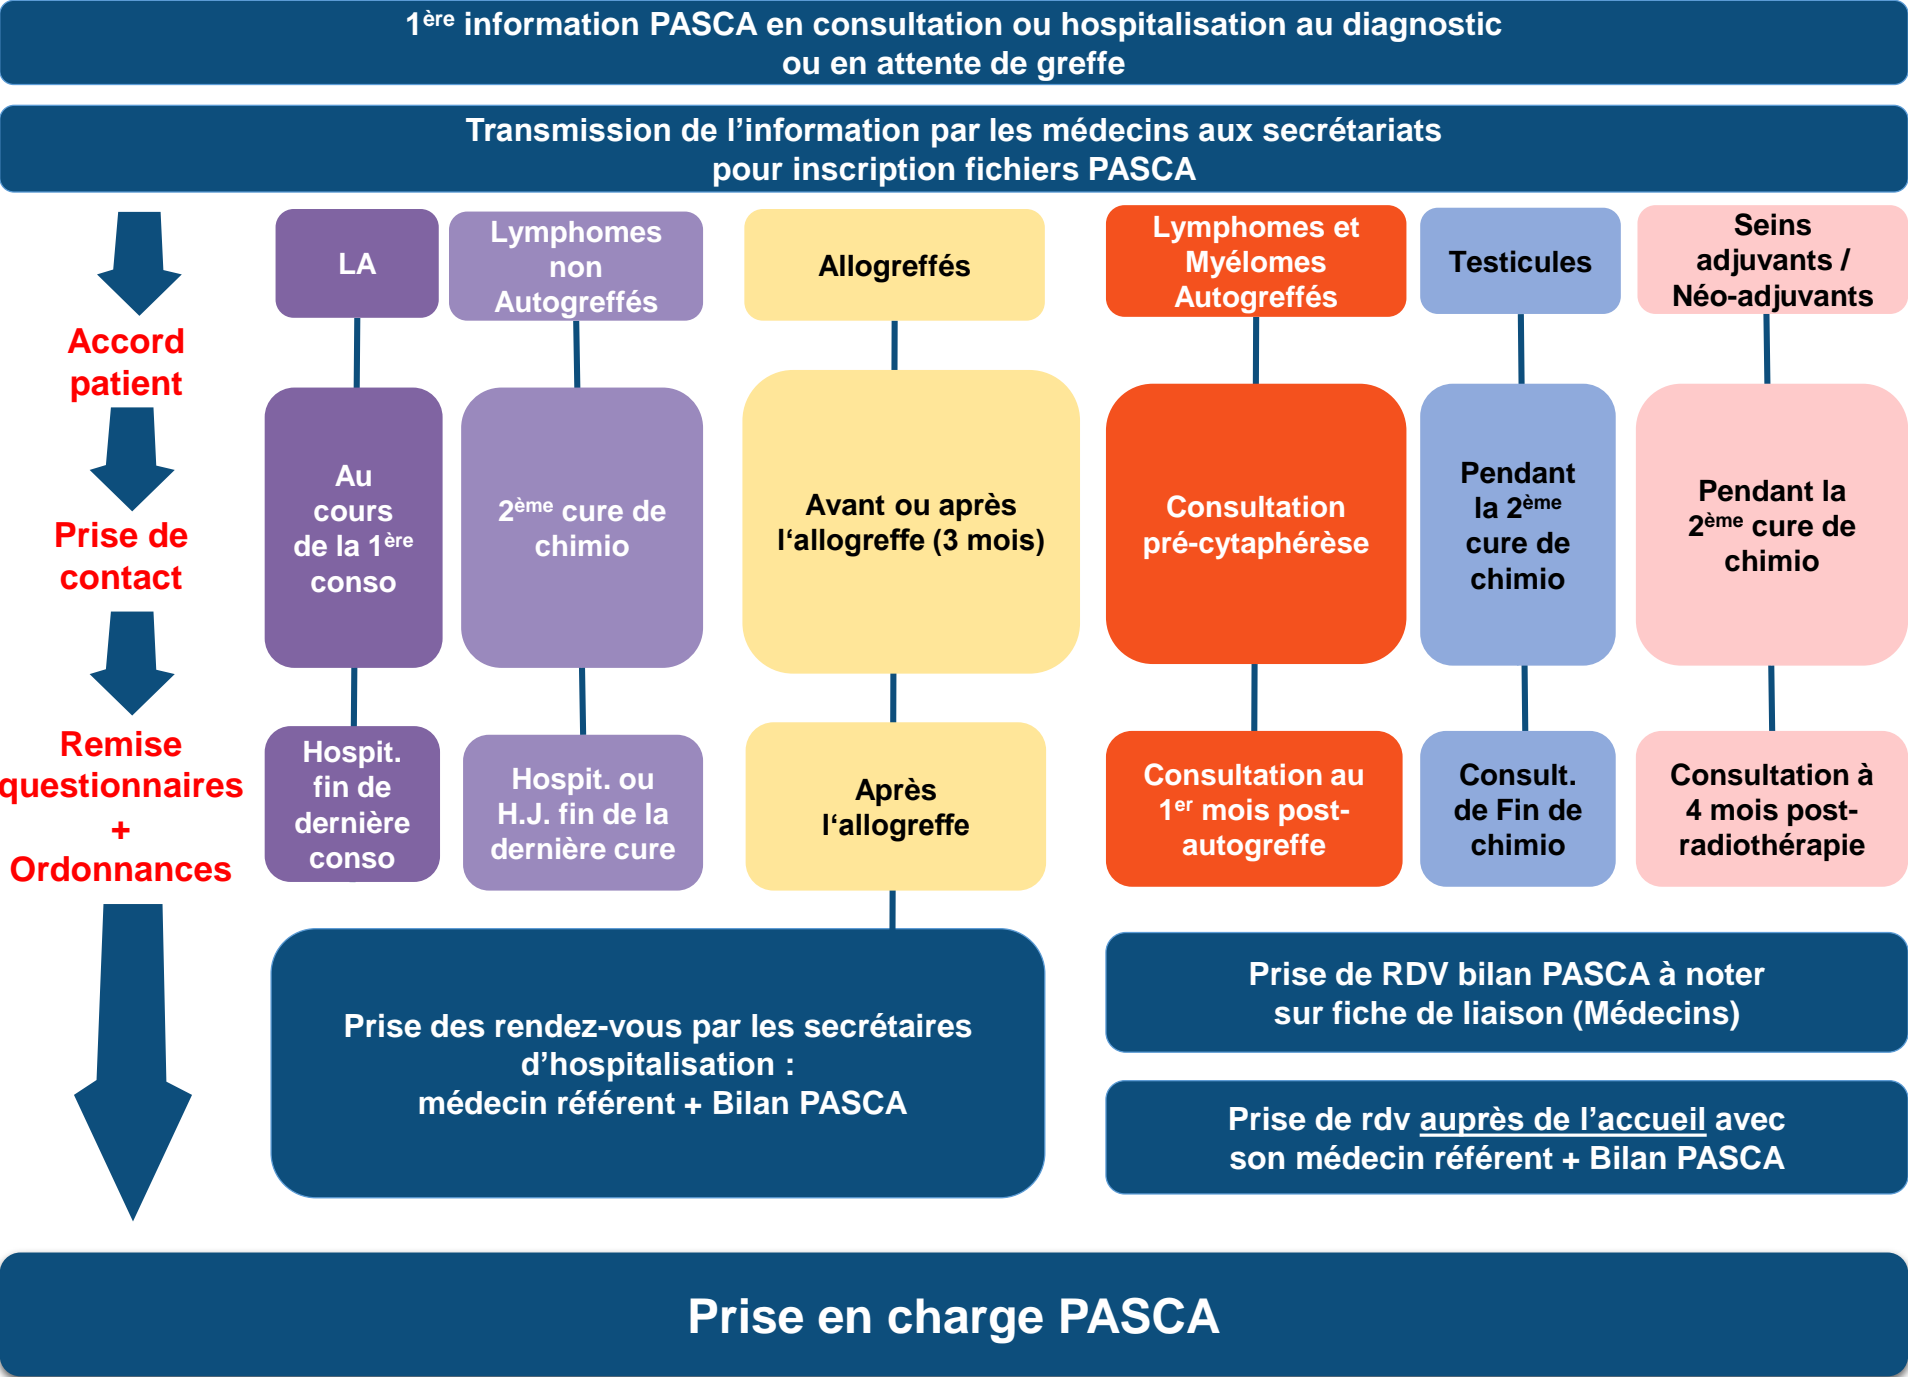 1ère information PASCA en consultation ou hospitalisation au diagnostic
ou en attente de greffe
Transmission de l’information par les médecins aux secrétariats
pour inscription fichiers PASCA
Accord
patient
Prise de
contact
Remise
questionnaires
+
Ordonnances
LA
Au
cours
de la 1ère
conso
Hospit.
fin de
dernière
conso
Lymphomes
non
Autogreffés
2ème cure de
chimio
Hospit. ou
H.J. fin de la
dernière cure
Allogreffés
Avant ou après
l‘allogreffe (3 mois)
Après
l‘allogreffe
Lymphomes et
Myélomes
Autogreffés
Consultation
pré-cytaphérèse
Consultation au
1er mois post-
autogreffe
Testicules
Pendant
la 2ème
cure de
chimio
Consult.
de Fin de
chimio
Seins
adjuvants /
Néo-adjuvants
Pendant la
2ème cure de
chimio
Consultation à
4 mois post-
radiothérapie
Prise des rendez-vous par les secrétaires
d’hospitalisation :
médecin référent + Bilan PASCA
Prise de RDV bilan PASCA à noter
sur fiche de liaison (Médecins)
Prise de rdv auprès de l’accueil avec
son médecin référent + Bilan PASCA
Prise en charge PASCA